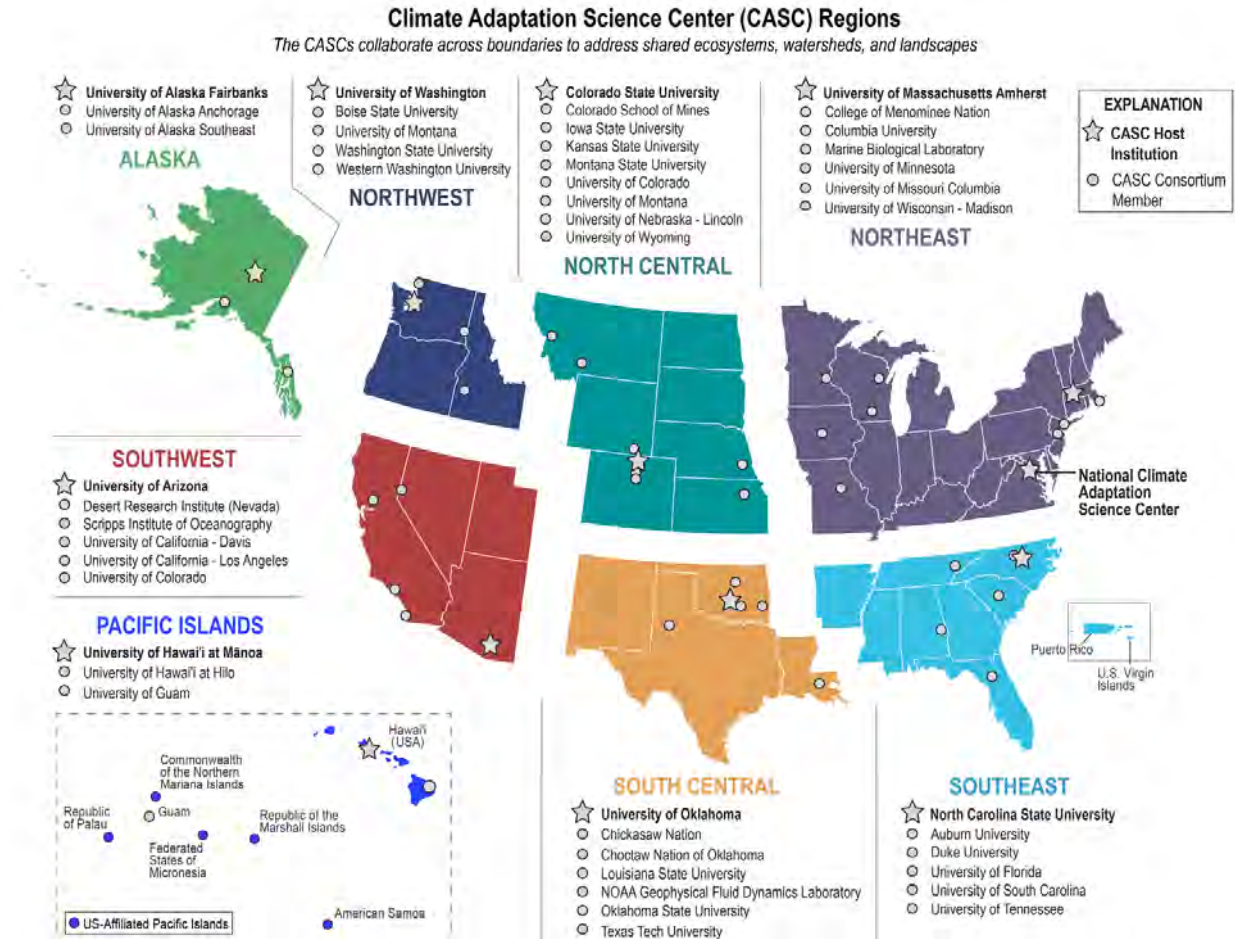 Climate Adaptation Science Center (CASC) Regions
The CASCs collaborate across boundaries to address shared ecosystems, watersheds, and landscapes
University of Alaska Fairbanks
University of Alaska Anchorage
University of Alaska Southeast
ALASKA
University of Washington
Boise State University
University of Montana
Washington State University
Western Washington University
NORTHWEST
Colorado State University
Colorado School of Mines
Iowa State University
Kansas State University
Montana State University
University of Colorado
University of Montana
University of Nebraska - Lincoln
University of Wyoming
NORTH CENTRAL
University of Massachusetts Amherst
College of Menominee Nation
Columbia University
Marine Biological Laboratory
University of Minnesota
University of Missouri Columbia
University of Wisconsin - Madison
NORTHEAST
EXPLANATION
CASC Host
Institution
CASC Consortium
Member
National Climate
Adaptation
Science Center
SOUTHWEST
University of Arizona
Desert Research Institute (Nevada)
Scripps Institute of Oceanography
University of California - Davis
University of California - Los Angeles
University of Colorado
PACIFIC ISLANDS
University of Hawai'i at Mānoa
University of Hawai'i at Hilo
University of Guam
Hawai'i
(USA)
Commonwealth
of the Northern
Mariana Islands
Republic
of Palau
Guam
Federated
States of
Micronesia
Republic of the
Marshall Islands
American Samoa
US-Affiliated Pacific Islands
SOUTH CENTRAL
University of Oklahoma
Chickasaw Nation
Choctaw Nation of Oklahoma
Louisiana State University
NOAA Geophysical Fluid Dynamics Laboratory
Oklahoma State University
Texas Tech University
Puerto Rico
U.S. Virgin
Islands
SOUTHEAST
North Carolina State University
Auburn University
Duke University
University of Florida
University of South Carolina
University of Tennessee